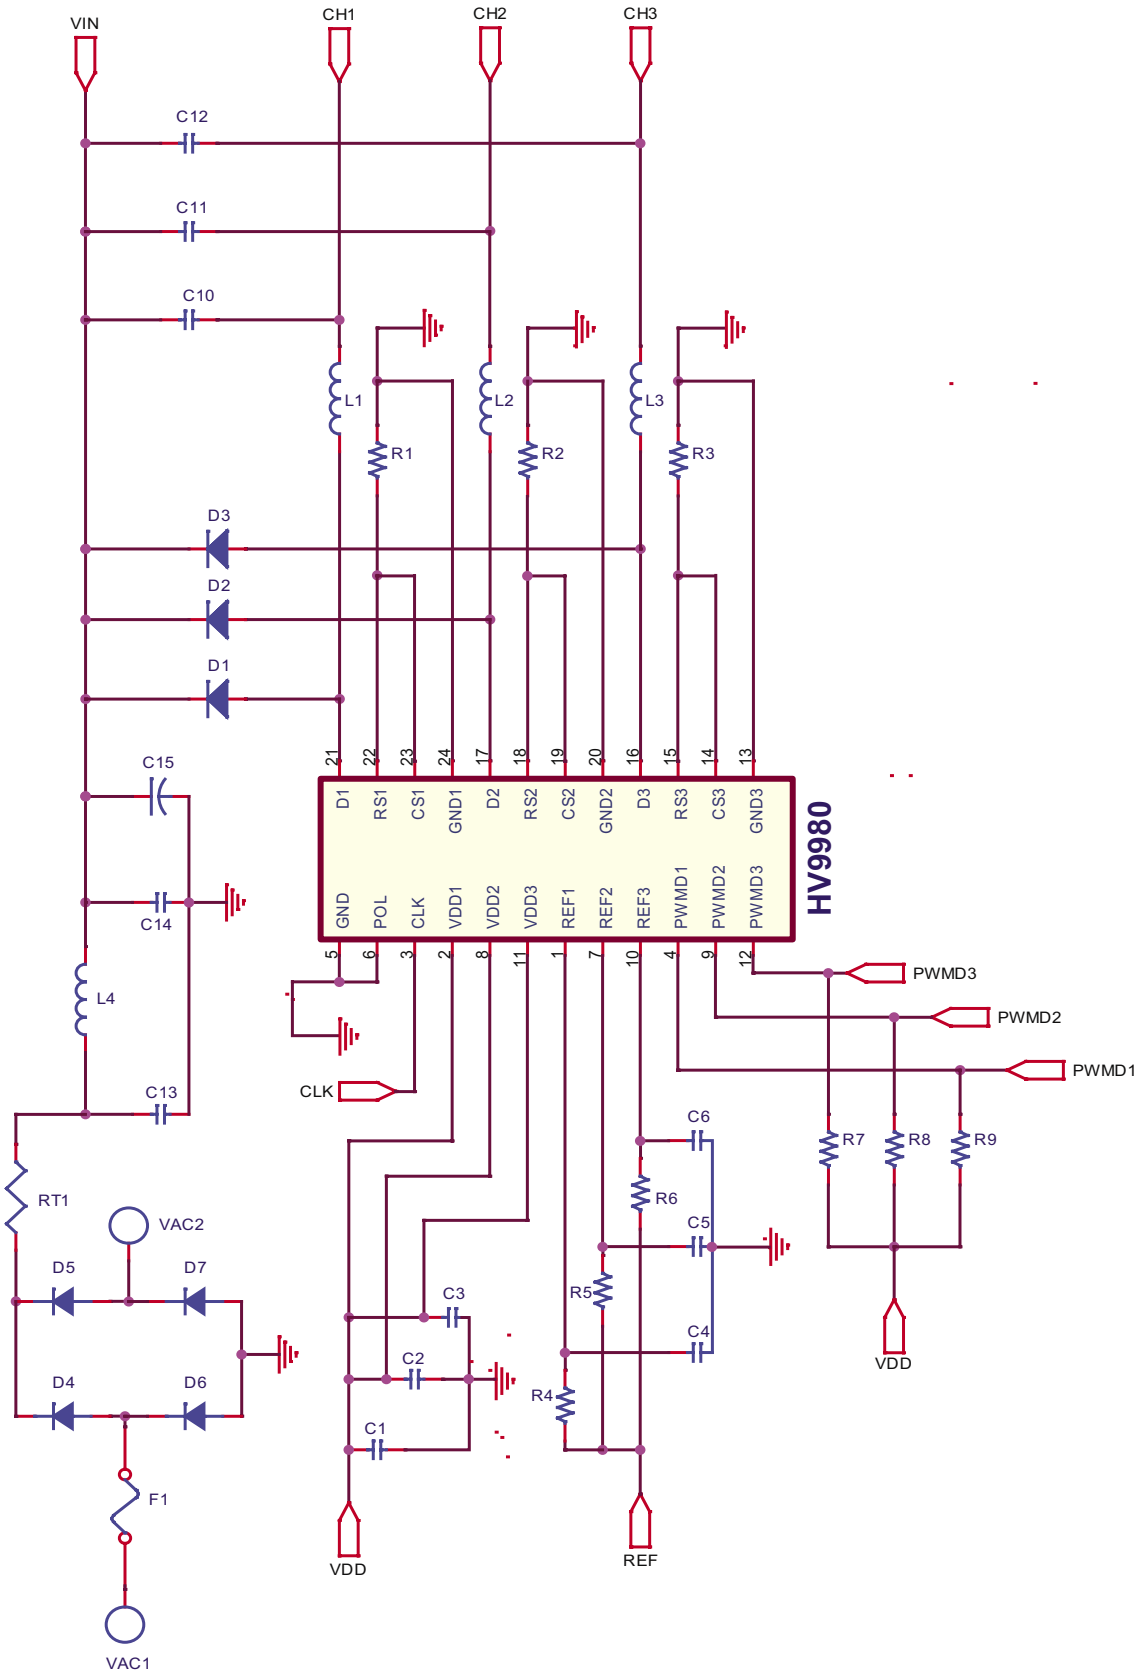 VIN
CH1
CH2
CH3
C12
C11
C10
L1
L2
L3
R1
R2
R3
D3
D2
D1
C15
21
22
23
24
17
18
19
20
16
15
14
13
D1
RS1
CS1
GND1
D2
RS2
CS2
GND2
D3
RS3
CS3
GND3
HV9980
GND
POL
CLK
VDD1
VDD2
VDD3
REF1
REF2
REF3
PWMD1
PWMD2
PWMD3
5
6
3
2
8
11
1
7
10
4
9
12
C14
L4
PWMD3
PWMD2
PWMD1
CLK
C13
C6
R7
R8
R9
RT1
R6
VAC2
C5
D5
D7
R5
C3
C4
VDD
D4
D6
C2
R4
C1
F1
VDD
REF
VAC1